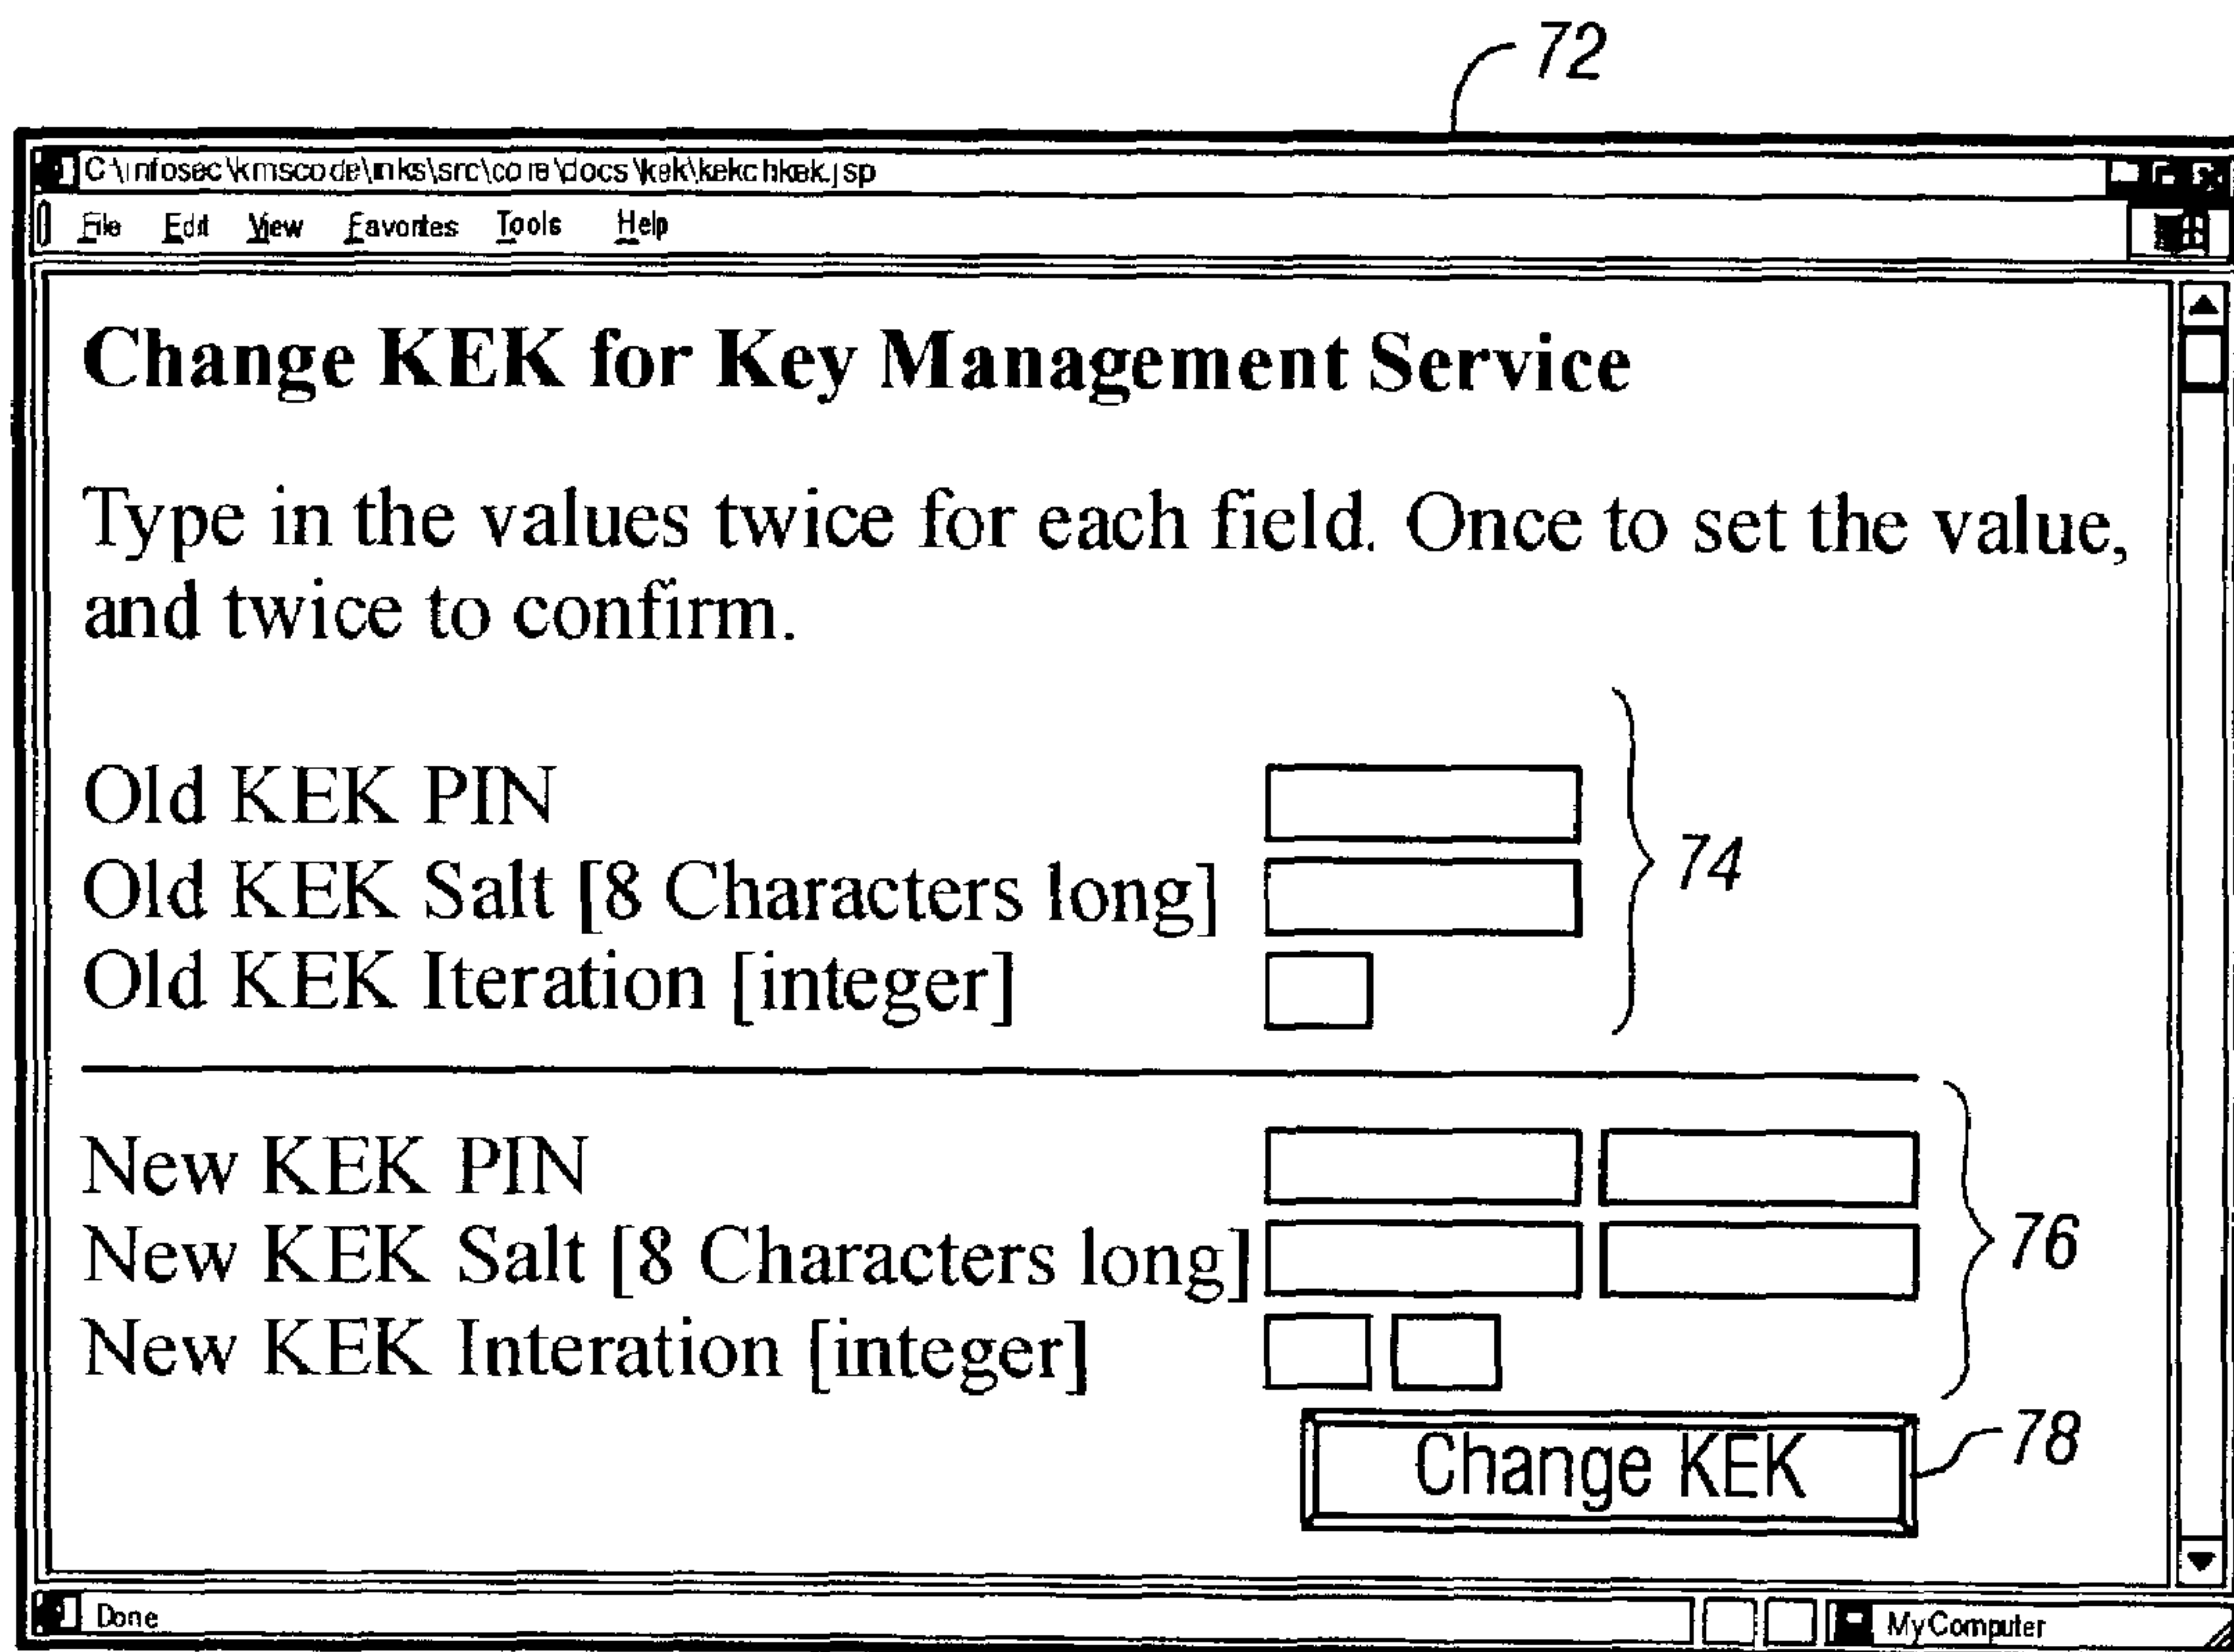 72
C:\infosec\kmscode\mks\src\core\docs\kek\kekchkek.jsp
File Edit View Favorites Tools Help
Change KEK for Key Management Service
Type in the values twice for each field. Once to set the value,
and twice to confirm.
Old KEK PIN
Old KEK Salt [8 Characters long]
Old KEK Iteration [integer]
74
New KEK PIN
New KEK Salt [8 Characters long]
New KEK Interation [integer]
76
Change KEK
78
Done
My Computer